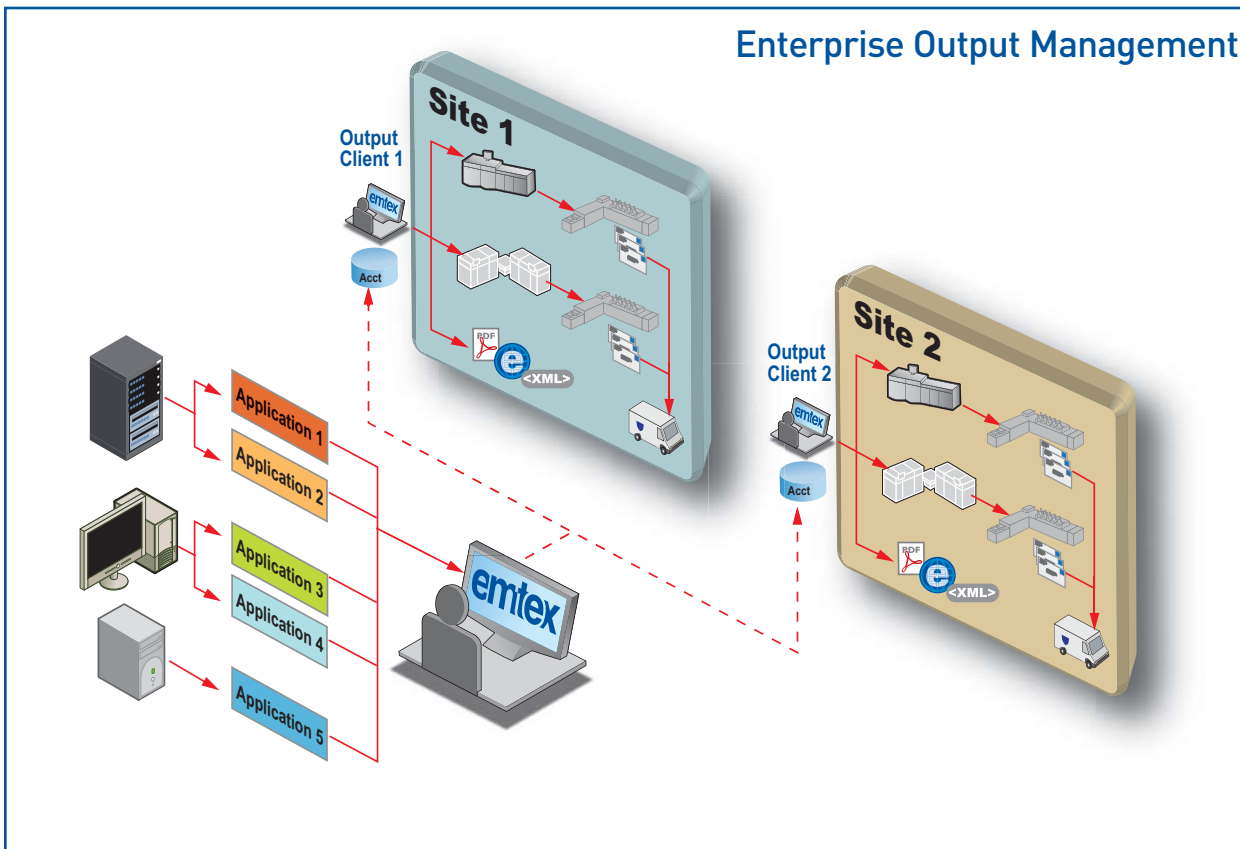 Enterprise Output Management
Site 1
Output
Client 1
emtex
Acct
PDF
e
<XML>
Site 2
Output
Client 2
emtex
Acct
PDF
e
<XML>
Application 1
Application 2
Application 3
Application 4
Application 5
emtex